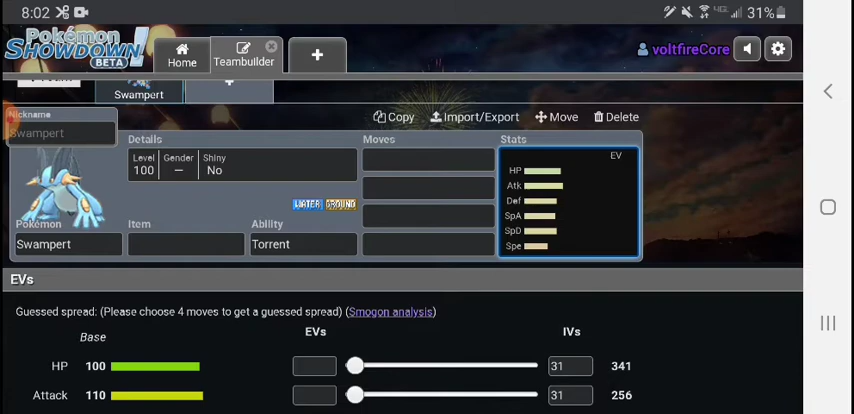 8:02 31%
Pokémon
SHOWDOWN!
BETA
Home
Teambuilder
+
voltfireCore
Swampert
+
Nickname
Swampert
Copy Import/Export Move Delete
Details Moves Stats
Level Gender Shiny
100 — No
EV
HP
Atk
Def
SpA
SpD
Spe
WATER GROUND
Pokémon Item Ability
Swampert Torrent
EVs
Guessed spread: (Please choose 4 moves to get a guessed spread) (Smogon analysis)
Base EVs IVs
HP 100 31 341
Attack 110 31 256